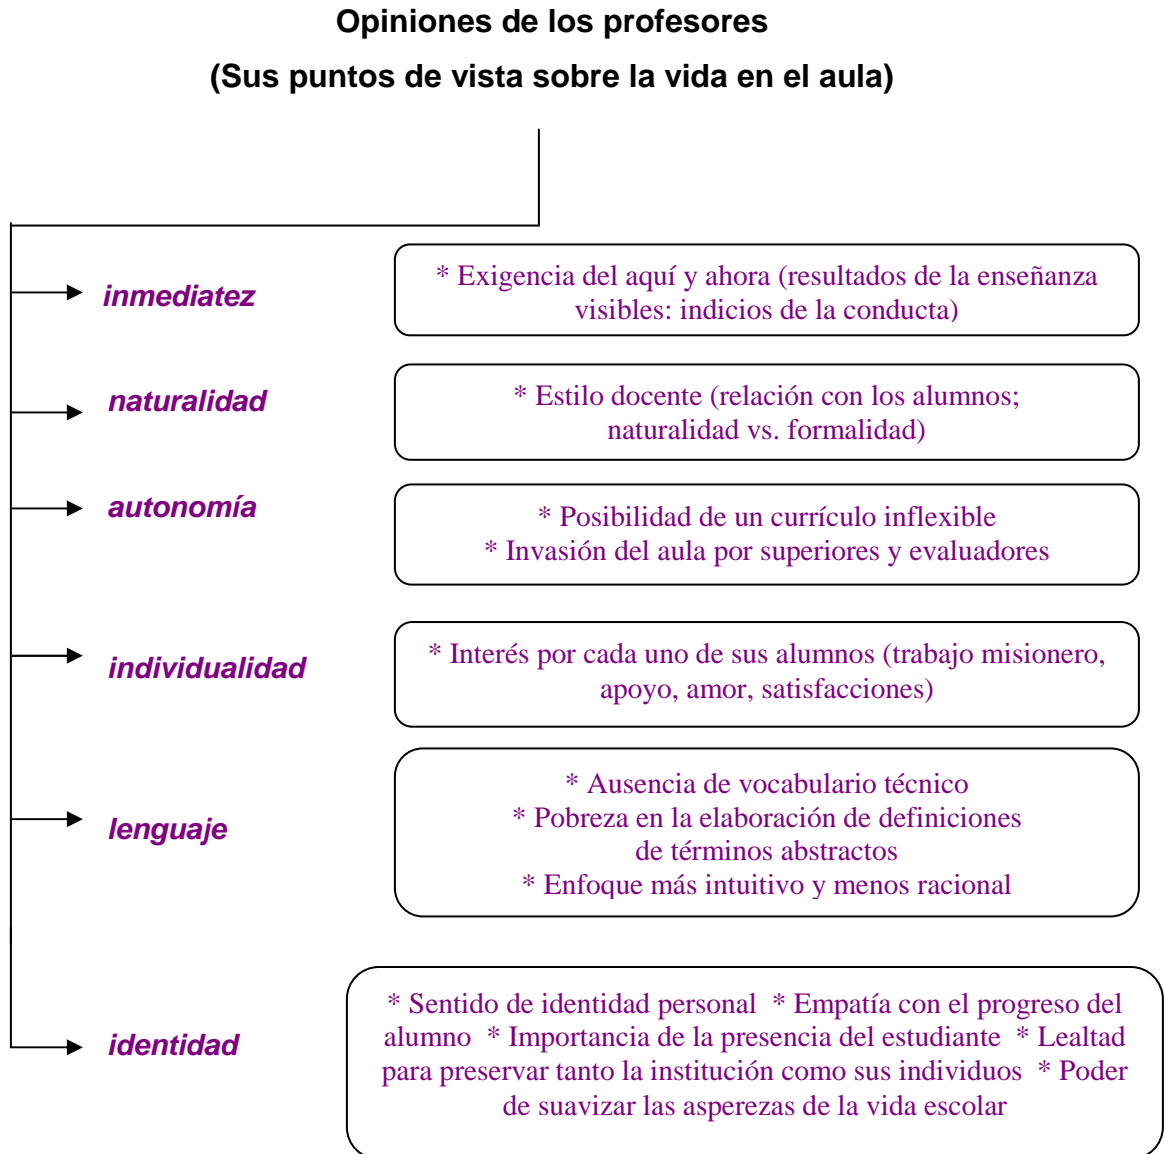 Opiniones de los profesores
(Sus puntos de vista sobre la vida en el aula)
inmediatez
* Exigencia del aquí y ahora (resultados de la enseñanza
visibles: indicios de la conducta)
naturalidad
* Estilo docente (relación con los alumnos;
naturalidad vs. formalidad)
autonomía
* Posibilidad de un currículo inflexible
* Invasión del aula por superiores y evaluadores
individualidad
* Interés por cada uno de sus alumnos (trabajo misionero,
apoyo, amor, satisfacciones)
lenguaje
* Ausencia de vocabulario técnico
* Pobreza en la elaboración de definiciones
de términos abstractos
* Enfoque más intuitivo y menos racional
identidad
* Sentido de identidad personal * Empatía con el progreso del
alumno * Importancia de la presencia del estudiante * Lealtad
para preservar tanto la institución como sus individuos * Poder
de suavizar las asperezas de la vida escolar